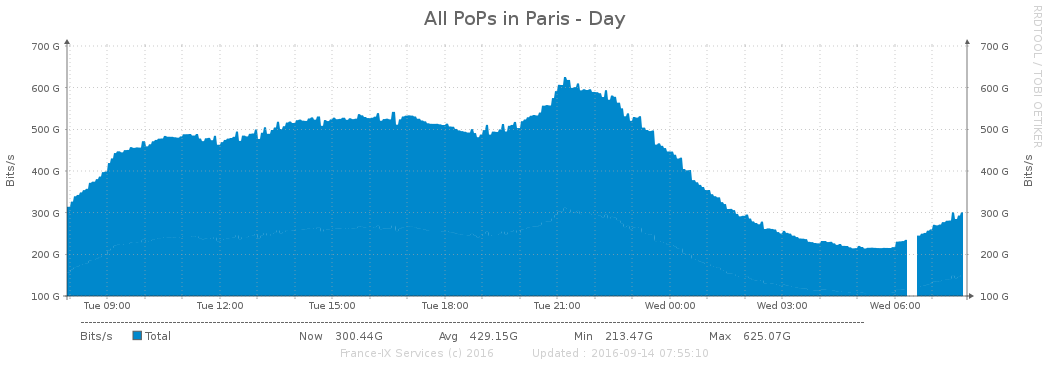 All PoPs in Paris - Day
RRDTOOL / TOBI OETIKER
Bits/s
700 G
600 G
500 G
400 G
300 G
200 G
100 G
700 G
600 G
500 G
400 G
300 G
200 G
100 G
Bits/s
Tue 09:00 Tue 12:00 Tue 15:00 Tue 18:00 Tue 21:00 Wed 00:00 Wed 03:00 Wed 06:00
Bits/s Total Now 300.44G Avg 429.15G Min 213.47G Max 625.07G
France-IX Services (c) 2016 Updated : 2016-09-14 07:55:10